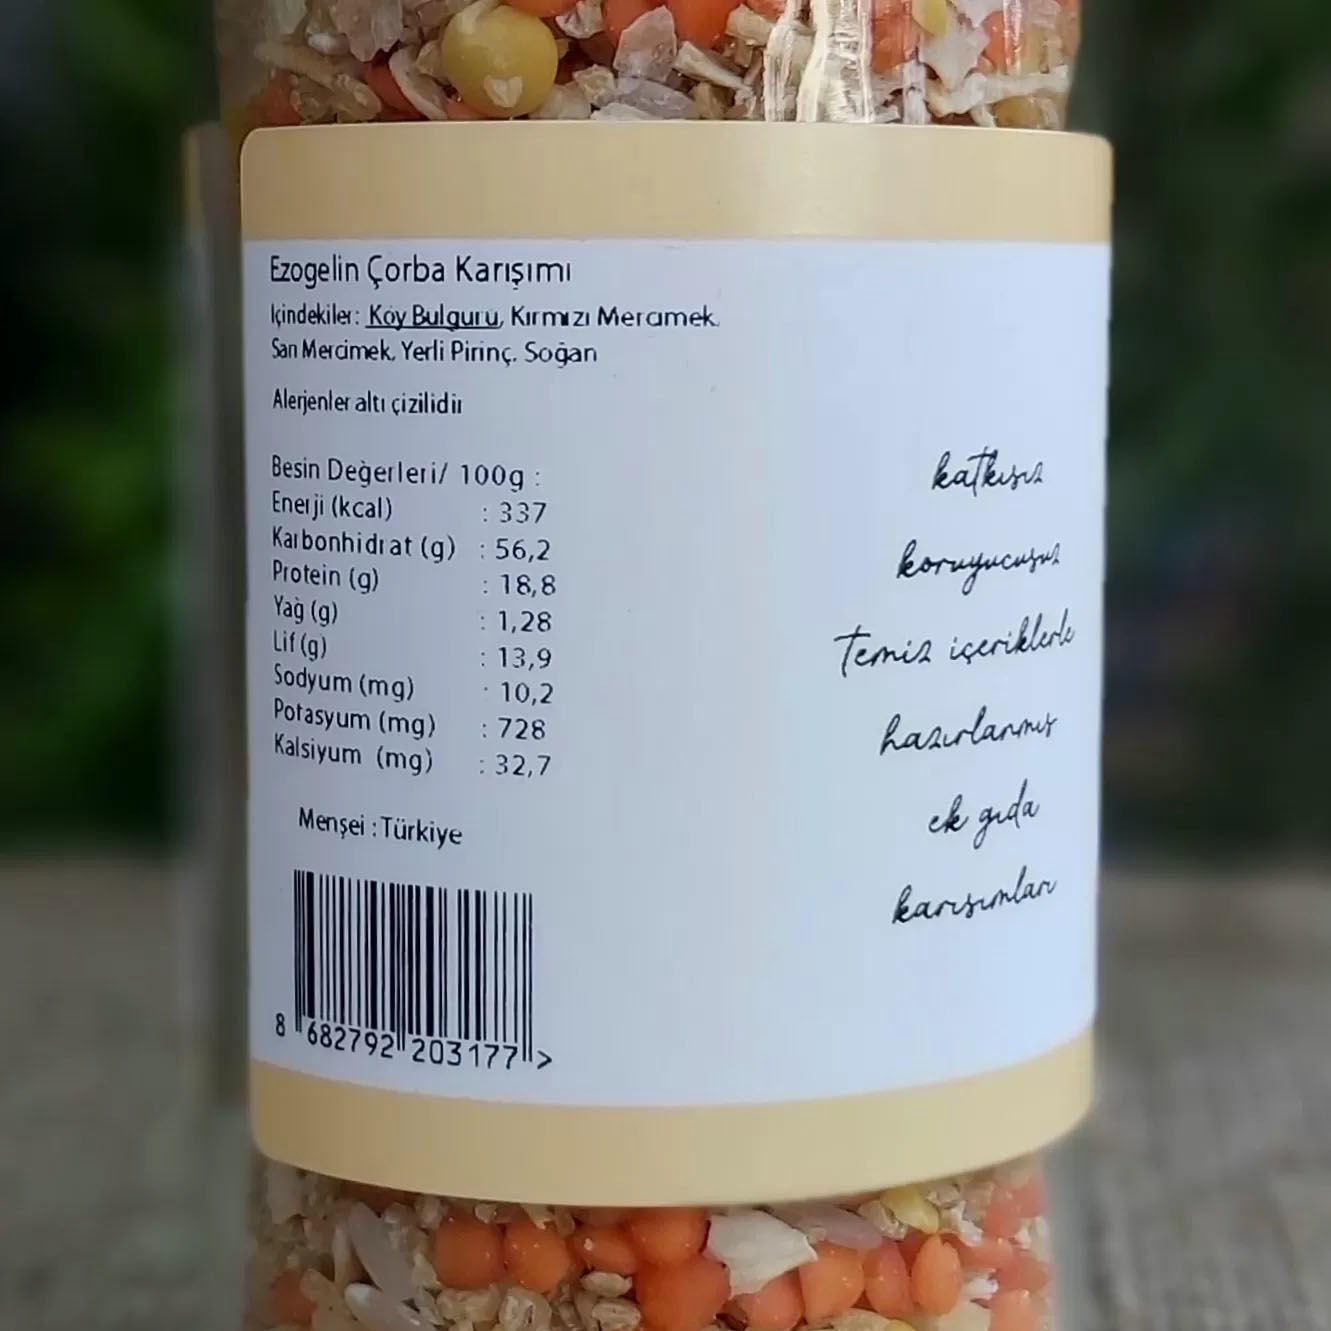 Ezogelin Çorba Karışımı
İçindekiler: Köy Bulguru, Kırmızı Mercimek,
Sarı Mercimek, Yerli Pirinç, Soğan
Alerjenler altı çizilidir
Besin Değerleri/ 100g :
Enerji (kcal) : 337
Karbonhidrat (g) : 56,2
Protein (g) : 18,8
Yağ (g) : 1,28
Lif (g) : 13,9
Sodyum (mg) : 10,2
Potasyum (mg) : 728
Kalsiyum (mg) : 32,7
Menşei : Türkiye
8 682792 203177 >
katkısız
koruyucusuz
Temiz içeriklerle
hazırlanmış
ek gıda
karışımları